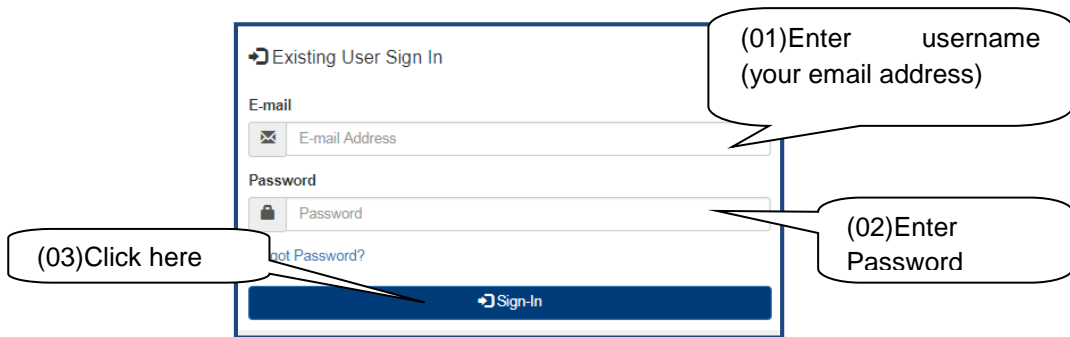 Existing User Sign In
(01)Enter username
(your email address)
E-mail
E-mail Address
Password
Password
(02)Enter
Password
(03)Click here
got Password?
Sign-In